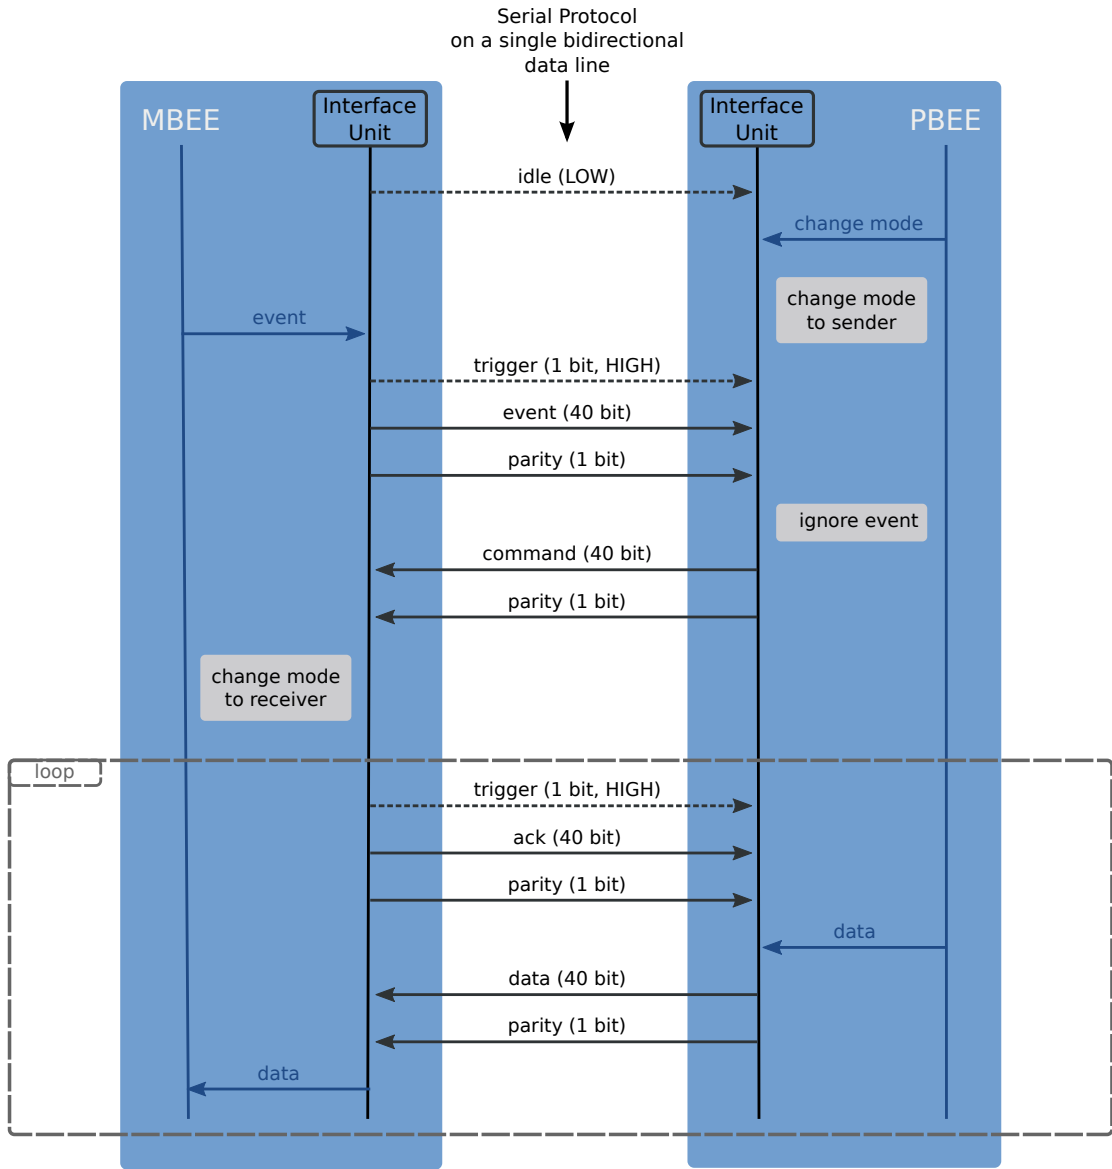 Serial Protocol
on a single bidirectional
data line
MBEE
Interface
Unit
Interface
Unit
PBEE
idle (LOW)
change mode
change mode
to sender
event
trigger (1 bit, HIGH)
event (40 bit)
parity (1 bit)
ignore event
command (40 bit)
parity (1 bit)
change mode
to receiver
loop
trigger (1 bit, HIGH)
ack (40 bit)
parity (1 bit)
data
data (40 bit)
parity (1 bit)
data